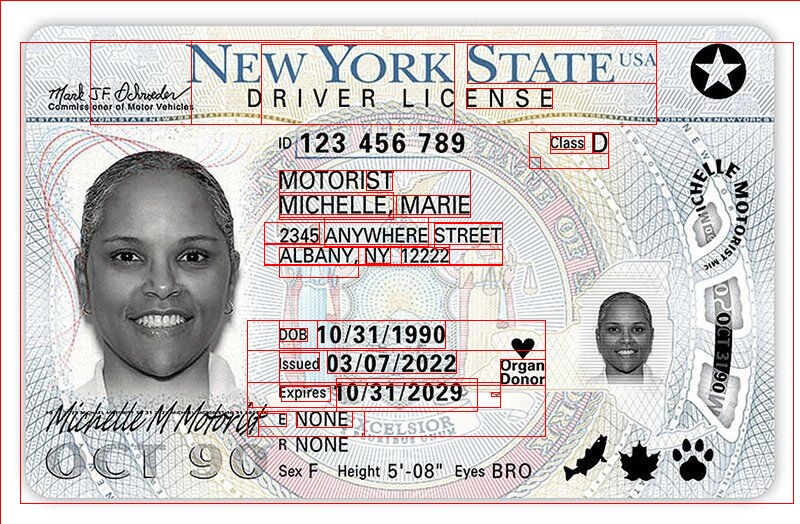 NEW YORK STATE USA
DRIVER LICENSE
Mark J.F. Schroeder
Commissioner of Motor Vehicles
ID 123 456 789
Class D
MOTORIST
MICHELLE, MARIE
2345 ANYWHERE STREET
ALBANY, NY 12222
DOB 10/31/1990
Issued 03/07/2022
Expires 10/31/2029
E NONE
R NONE
Organ
Donor
Sex F Height 5'-08" Eyes BRO
Michelle M Motorist
OCT 90
EXCELSIOR
MICHELLE MOTORIST MIC
OCT 31 90